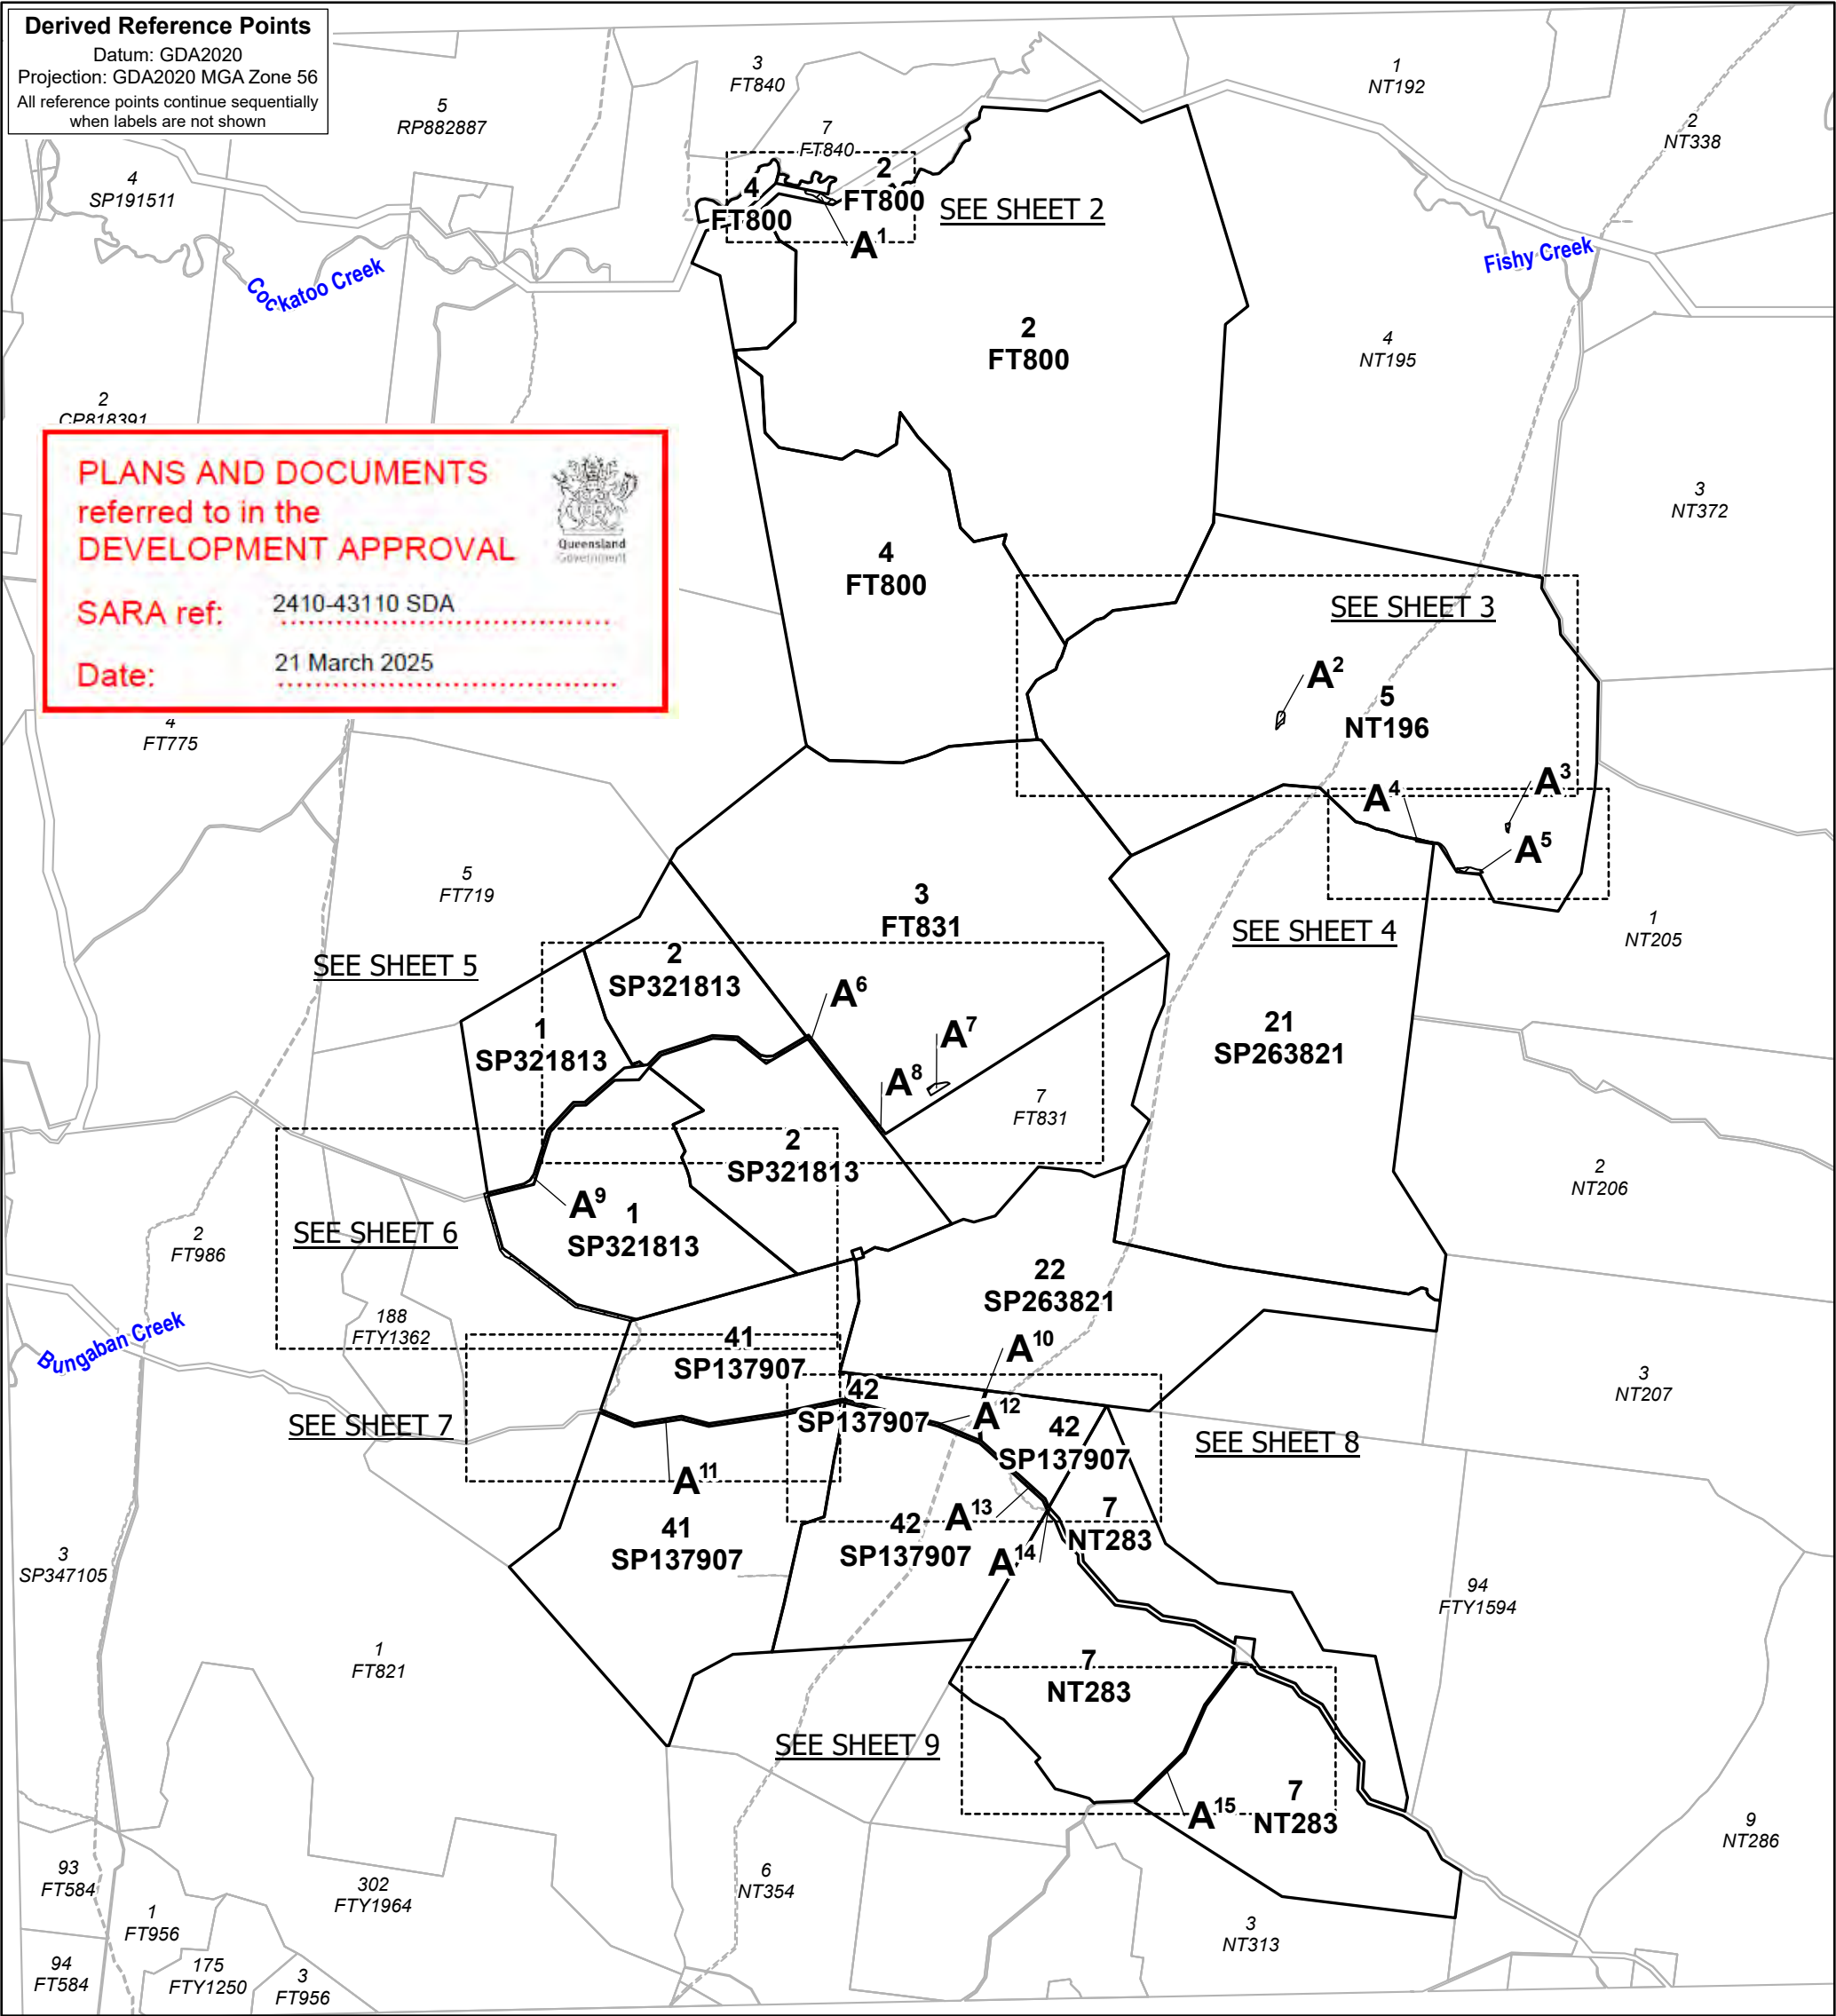 Derived Reference Points
Datum: GDA2020
Projection: GDA2020 MGA Zone 56
All reference points continue sequentially
when labels are not shown
3
FT840
1
NT192
5
RP882887
7
FT840
2
NT338
4
SP191511
4
FT800
2
FT800
SEE SHEET 2
A1
Cockatoo Creek
Fishy Creek
2
FT800
4
NT195
2
CP818391
PLANS AND DOCUMENTS
referred to in the
DEVELOPMENT APPROVAL
Queensland
Government
SARA ref: 2410-43110 SDA
Date: 21 March 2025
3
NT372
4
FT800
SEE SHEET 3
A2
5
NT196
4
FT775
A3
A4
A5
5
FT719
3
FT831
1
NT205
SEE SHEET 4
SEE SHEET 5
2
SP321813
A6
1
SP321813
A7
21
SP263821
A8
7
FT831
2
SP321813
2
NT206
A9
1
SP321813
SEE SHEET 6
2
FT986
22
SP263821
188
FTY1362
Bungaban Creek
41
SP137907
A10
3
NT207
42
SP137907
A12
SEE SHEET 7
42
SP137907
SEE SHEET 8
A11
A13
7
NT283
41
SP137907
42
SP137907
A14
3
SP347105
94
FTY1594
1
FT821
7
NT283
SEE SHEET 9
A15
7
NT283
9
NT286
93
FT584
302
FTY1964
6
NT354
1
FT956
3
NT313
94
FT584
175
FTY1250
3
FT956